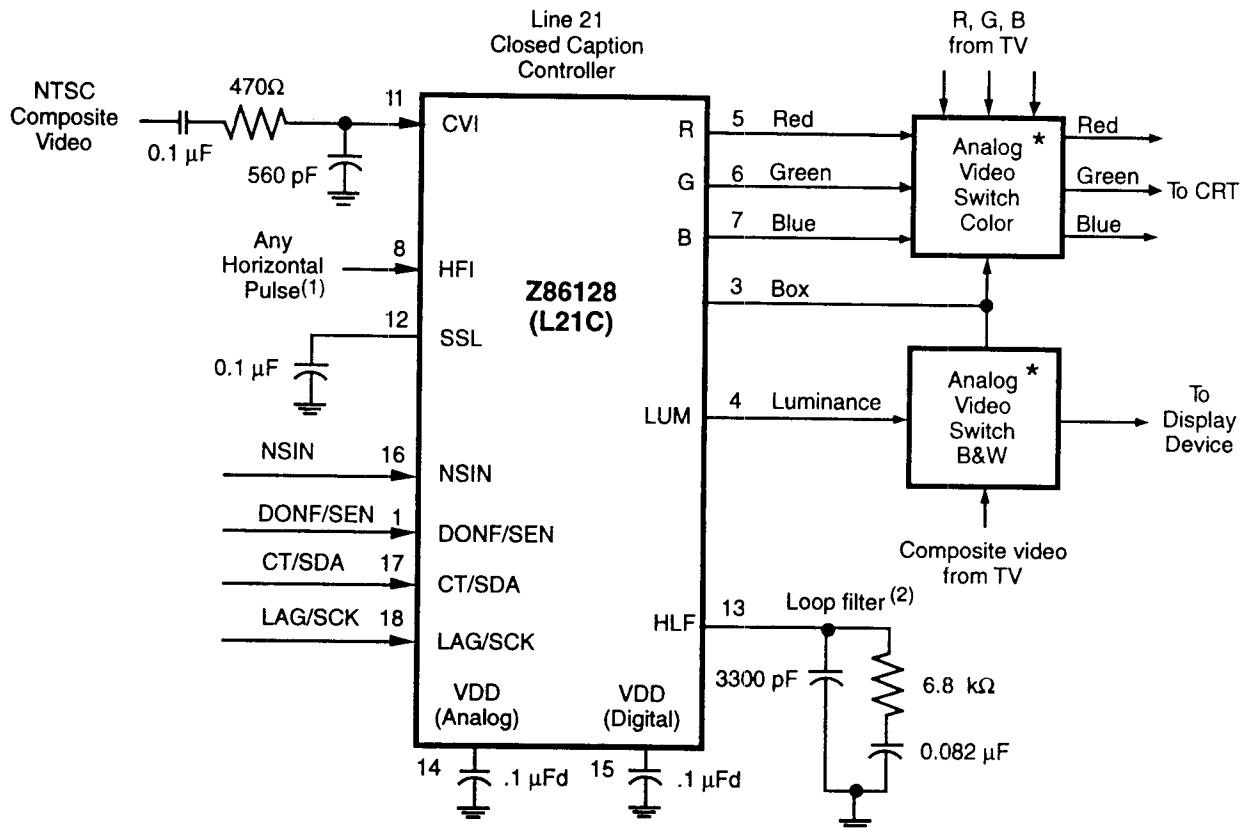 Line 21
Closed Caption
Controller
R, G, B
from TV
NTSC
Composite
Video
0.1 µF
470Ω
560 pF
11
CVI
Any
Horizontal
Pulse(1)
8
HFI
12
SSL
0.1 µF
NSIN
16
NSIN
DONF/SEN
1
DONF/SEN
CT/SDA
17
CT/SDA
LAG/SCK
18
LAG/SCK
Z86128
(L21C)
R
5
Red
G
6
Green
B
7
Blue
3
Box
LUM
4
Luminance
Analog *
Video
Switch
Color
Red
Green
Blue
To CRT
Analog *
Video
Switch
B&W
To
Display
Device
Composite video
from TV
HLF
13
Loop filter (2)
3300 pF
6.8 kΩ
0.082 µF
VDD
(Analog)
VDD
(Digital)
14
.1 µFd
15
.1 µFd